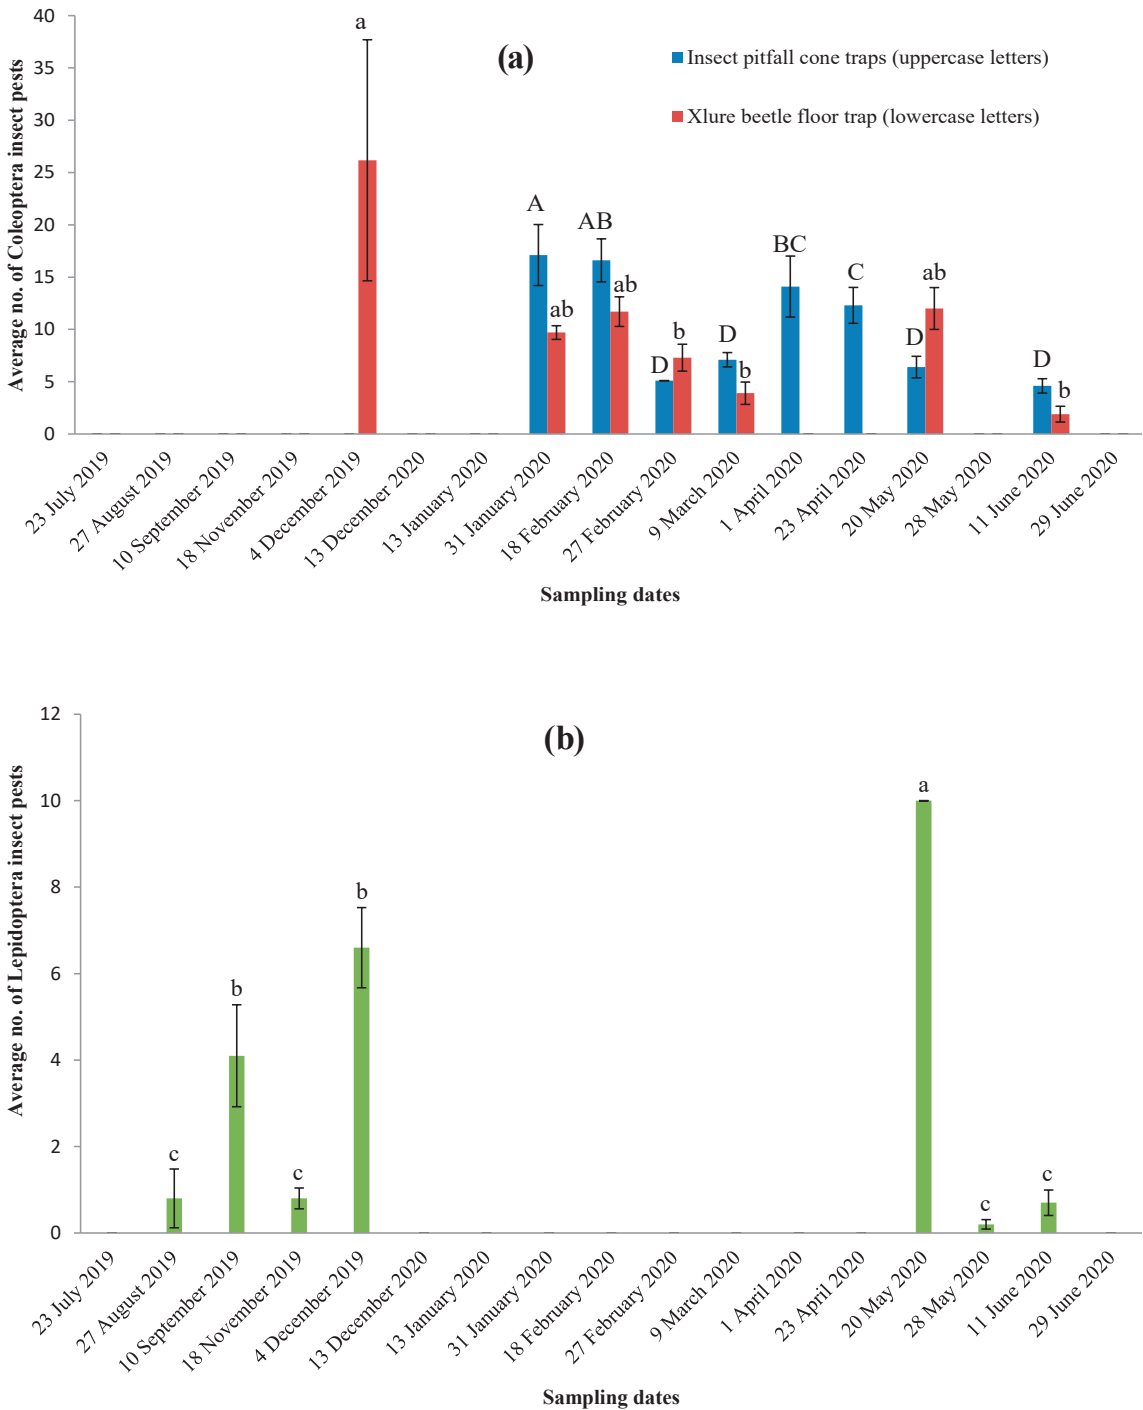 (a)
Insect pitfall cone traps (uppercase letters)
Xlure beetle floor trap (lowercase letters)
Average no. of Coleoptera insect pests
40
35
30
25
20
15
10
5
0
a
A
ab
AB
ab
D
b
D
b
BC
C
D
ab
D
b
23 July 2019
27 August 2019
10 September 2019
18 November 2019
4 December 2019
13 December 2020
13 January 2020
31 January 2020
18 February 2020
27 February 2020
9 March 2020
1 April 2020
23 April 2020
20 May 2020
28 May 2020
11 June 2020
29 June 2020
Sampling dates
(b)
Average no. of Lepidoptera insect pests
12
10
8
6
4
2
0
c
b
c
b
a
c
c
23 July 2019
27 August 2019
10 September 2019
18 November 2019
4 December 2019
13 December 2020
13 January 2020
31 January 2020
18 February 2020
27 February 2020
9 March 2020
1 April 2020
23 April 2020
20 May 2020
28 May 2020
11 June 2020
29 June 2020
Sampling dates